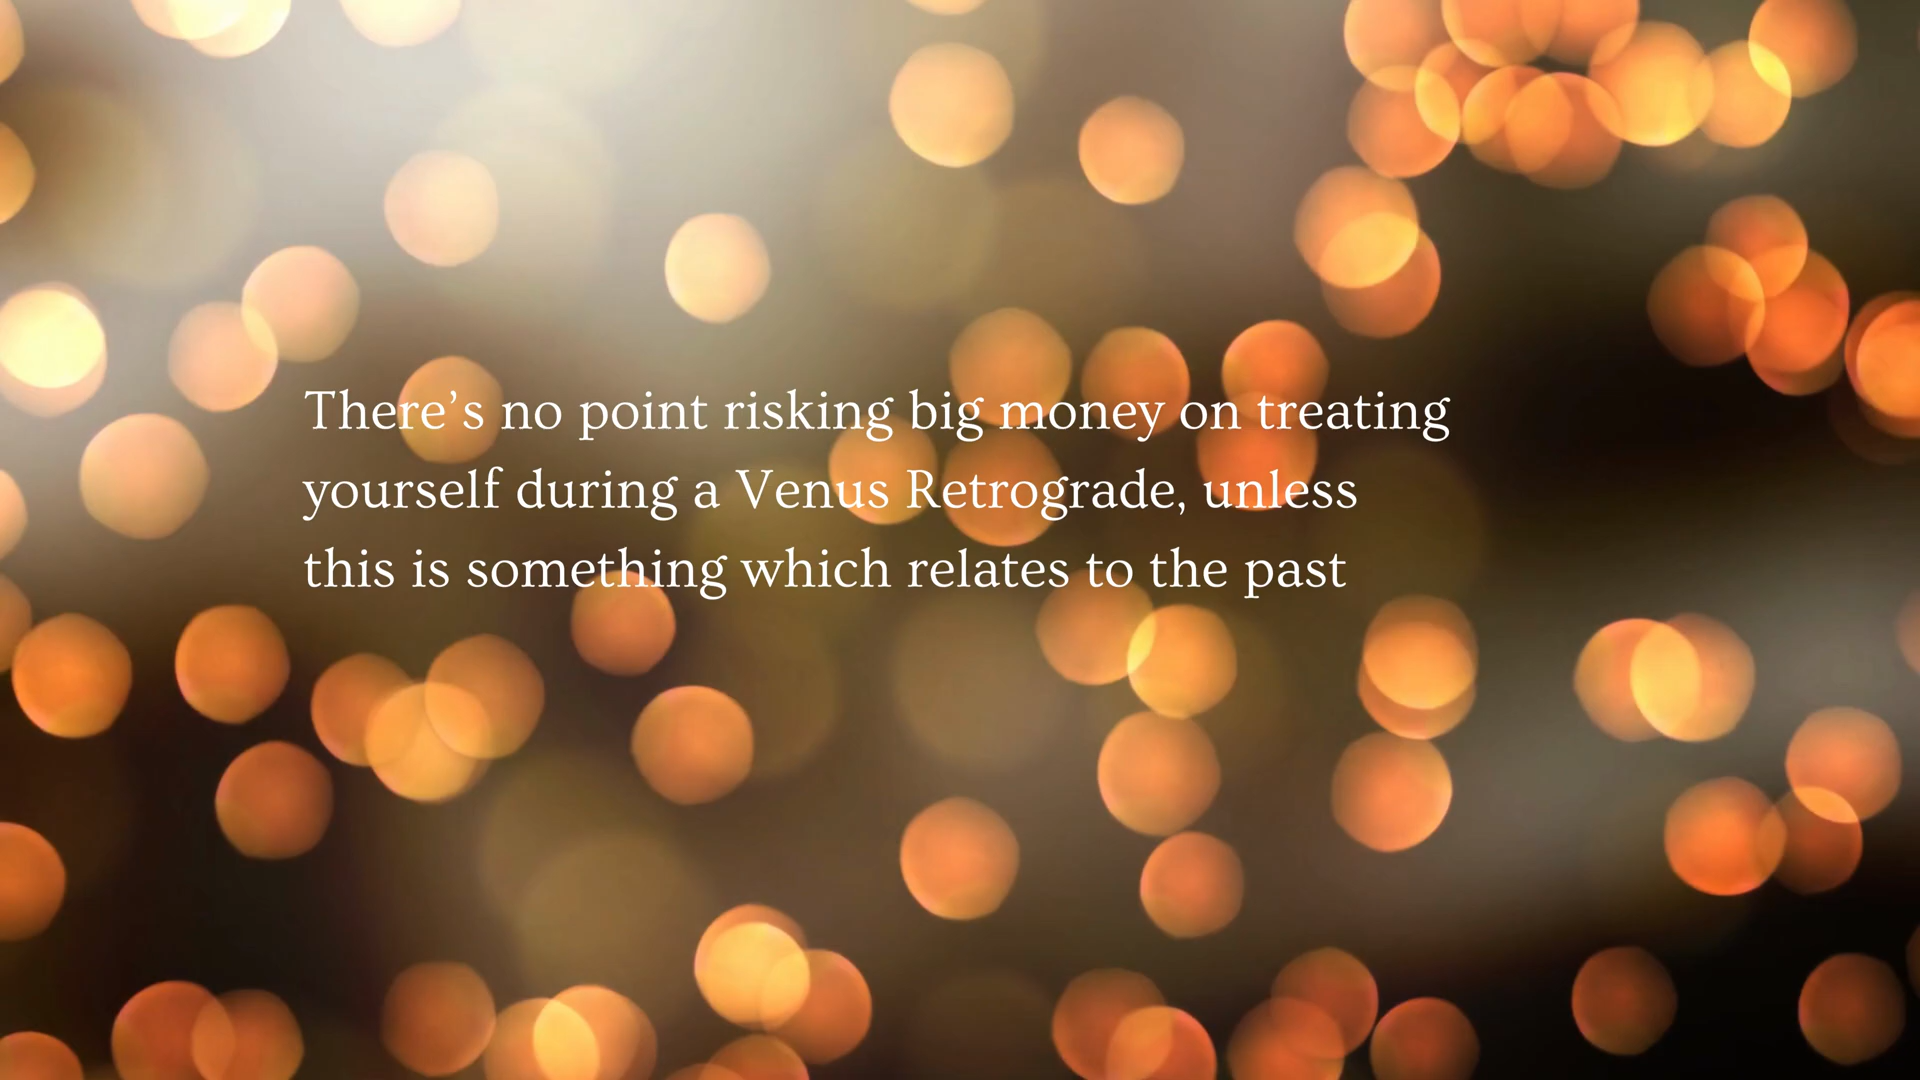 There’s no point risking big money on treating
yourself during a Venus Retrograde, unless
this is something which relates to the past